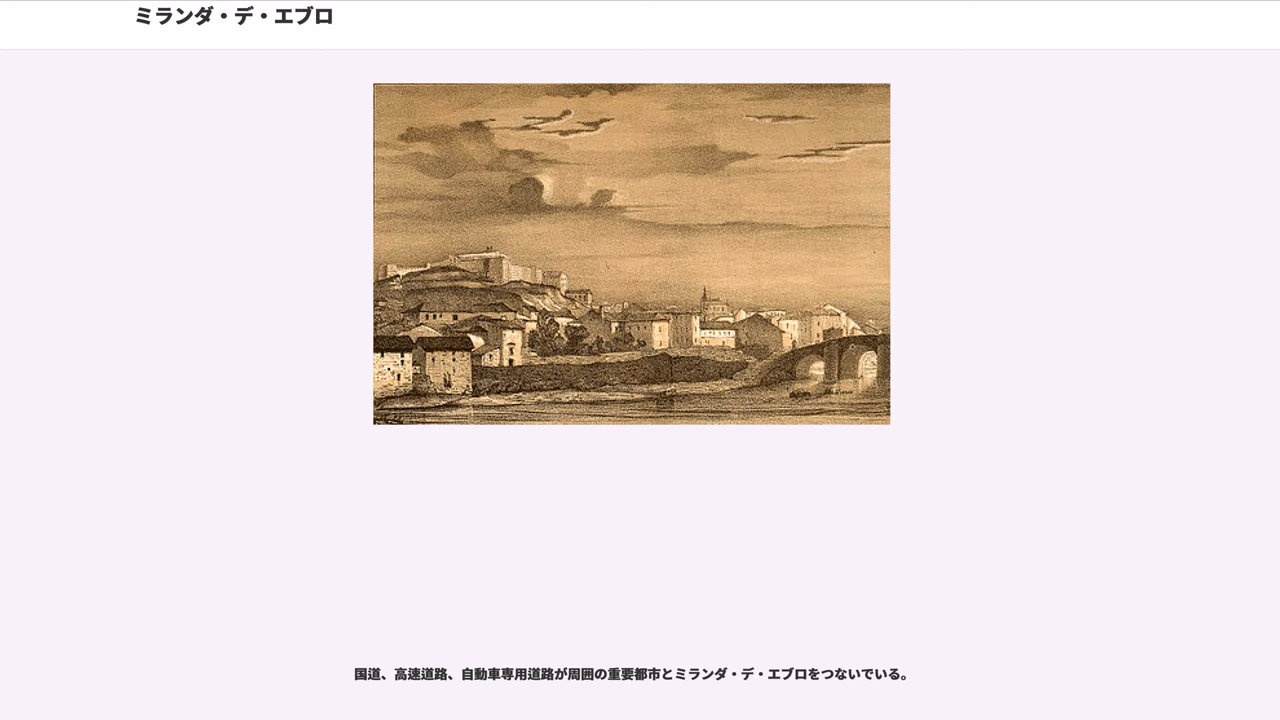 ミランダ・デ・エブロ
国道、高速道路、自動車専用道路が周囲の重要都市とミランダ・デ・エブロをつないでいる。